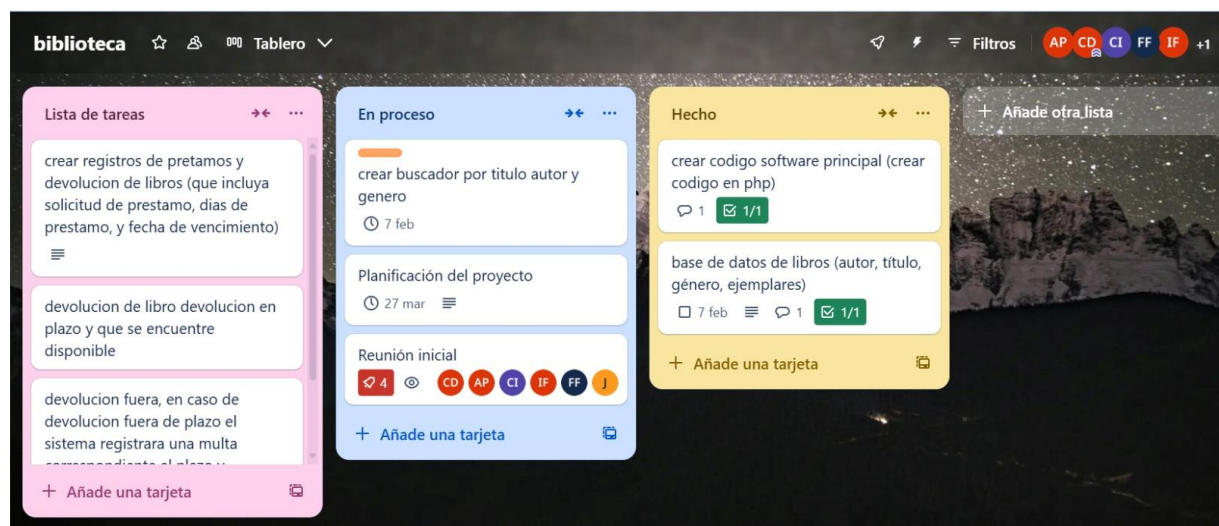 biblioteca
Tablero
Filtros
AP CD CI FF IF +1
Lista de tareas
crear registros de pretamos y
devolucion de libros (que incluya
solicitud de prestamo, dias de
prestamo, y fecha de vencimiento)
devolucion de libro devolucion en
plazo y que se encuentre
disponible
devolucion fuera, en caso de
devolucion fuera de plazo el
sistema registrara una multa
+ Añade una tarjeta
En proceso
crear buscador por titulo autor y
genero
7 feb
Planificación del proyecto
27 mar
Reunión inicial
4 CD AP CI IF FF J
+ Añade una tarjeta
Hecho
crear codigo software principal (crear
codigo en php)
1 1/1
base de datos de libros (autor, título,
género, ejemplares)
7 feb 1 1/1
+ Añade una tarjeta
+ Añade otra lista